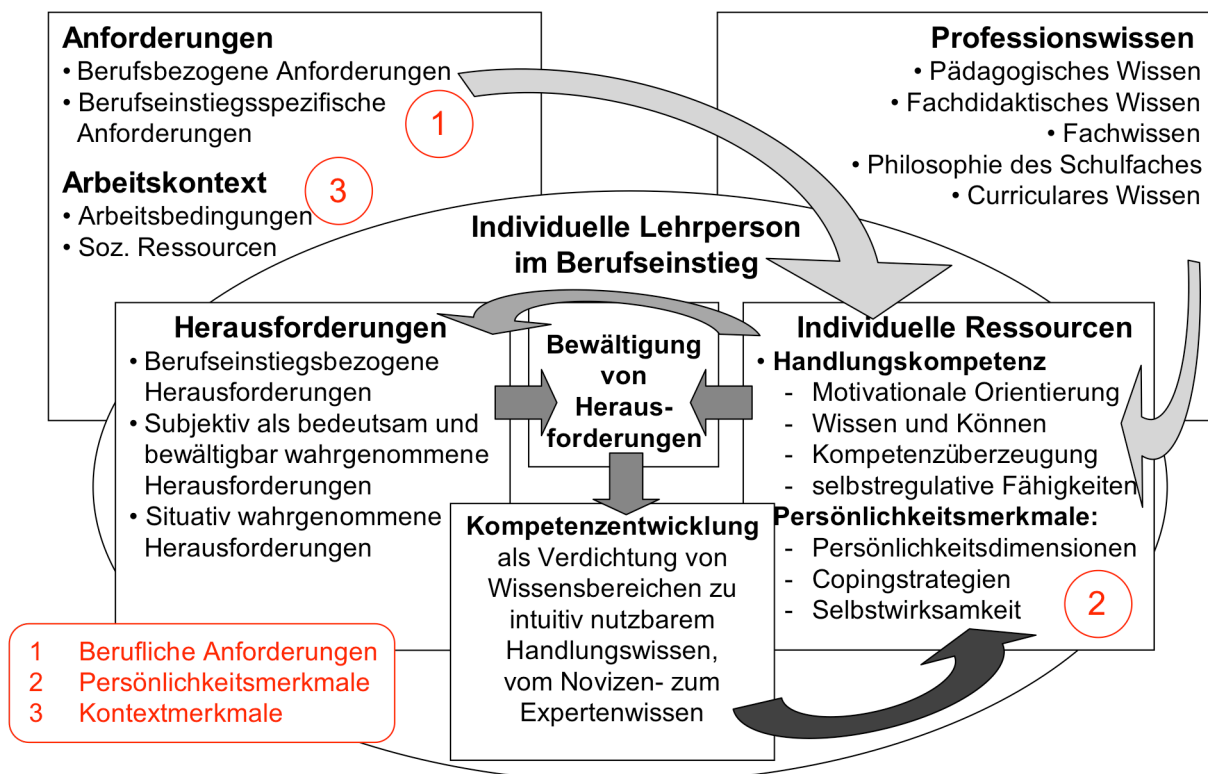 Anforderungen
• Berufsbezogene Anforderungen
• Berufseinstiegsspezifische
Anforderungen
1
Arbeitskontext
3
• Arbeitsbedingungen
• Soz. Ressourcen
Professionswissen
• Pädagogisches Wissen
• Fachdidaktisches Wissen
• Fachwissen
• Philosophie des Schulfaches
• Curriculares Wissen
Individuelle Lehrperson
im Berufseinstieg
Herausforderungen
• Berufseinstiegsbezogene
Herausforderungen
• Subjektiv als bedeutsam und
bewältigbar wahrgenommene
Herausforderungen
• Situativ wahrgenommene
Herausforderungen
Bewältigung
von
Heraus-
forderungen
Individuelle Ressourcen
• Handlungskompetenz
- Motivationale Orientierung
- Wissen und Können
- Kompetenzüberzeugung
- selbstregulative Fähigkeiten
Persönlichkeitsmerkmale:
- Persönlichkeitsdimensionen
- Copingstrategien
- Selbstwirksamkeit
2
Kompetenzentwicklung
als Verdichtung von
Wissensbereichen zu
intuitiv nutzbarem
Handlungswissen,
vom Novizen- zum
Expertenwissen
1 Berufliche Anforderungen
2 Persönlichkeitsmerkmale
3 Kontextmerkmale